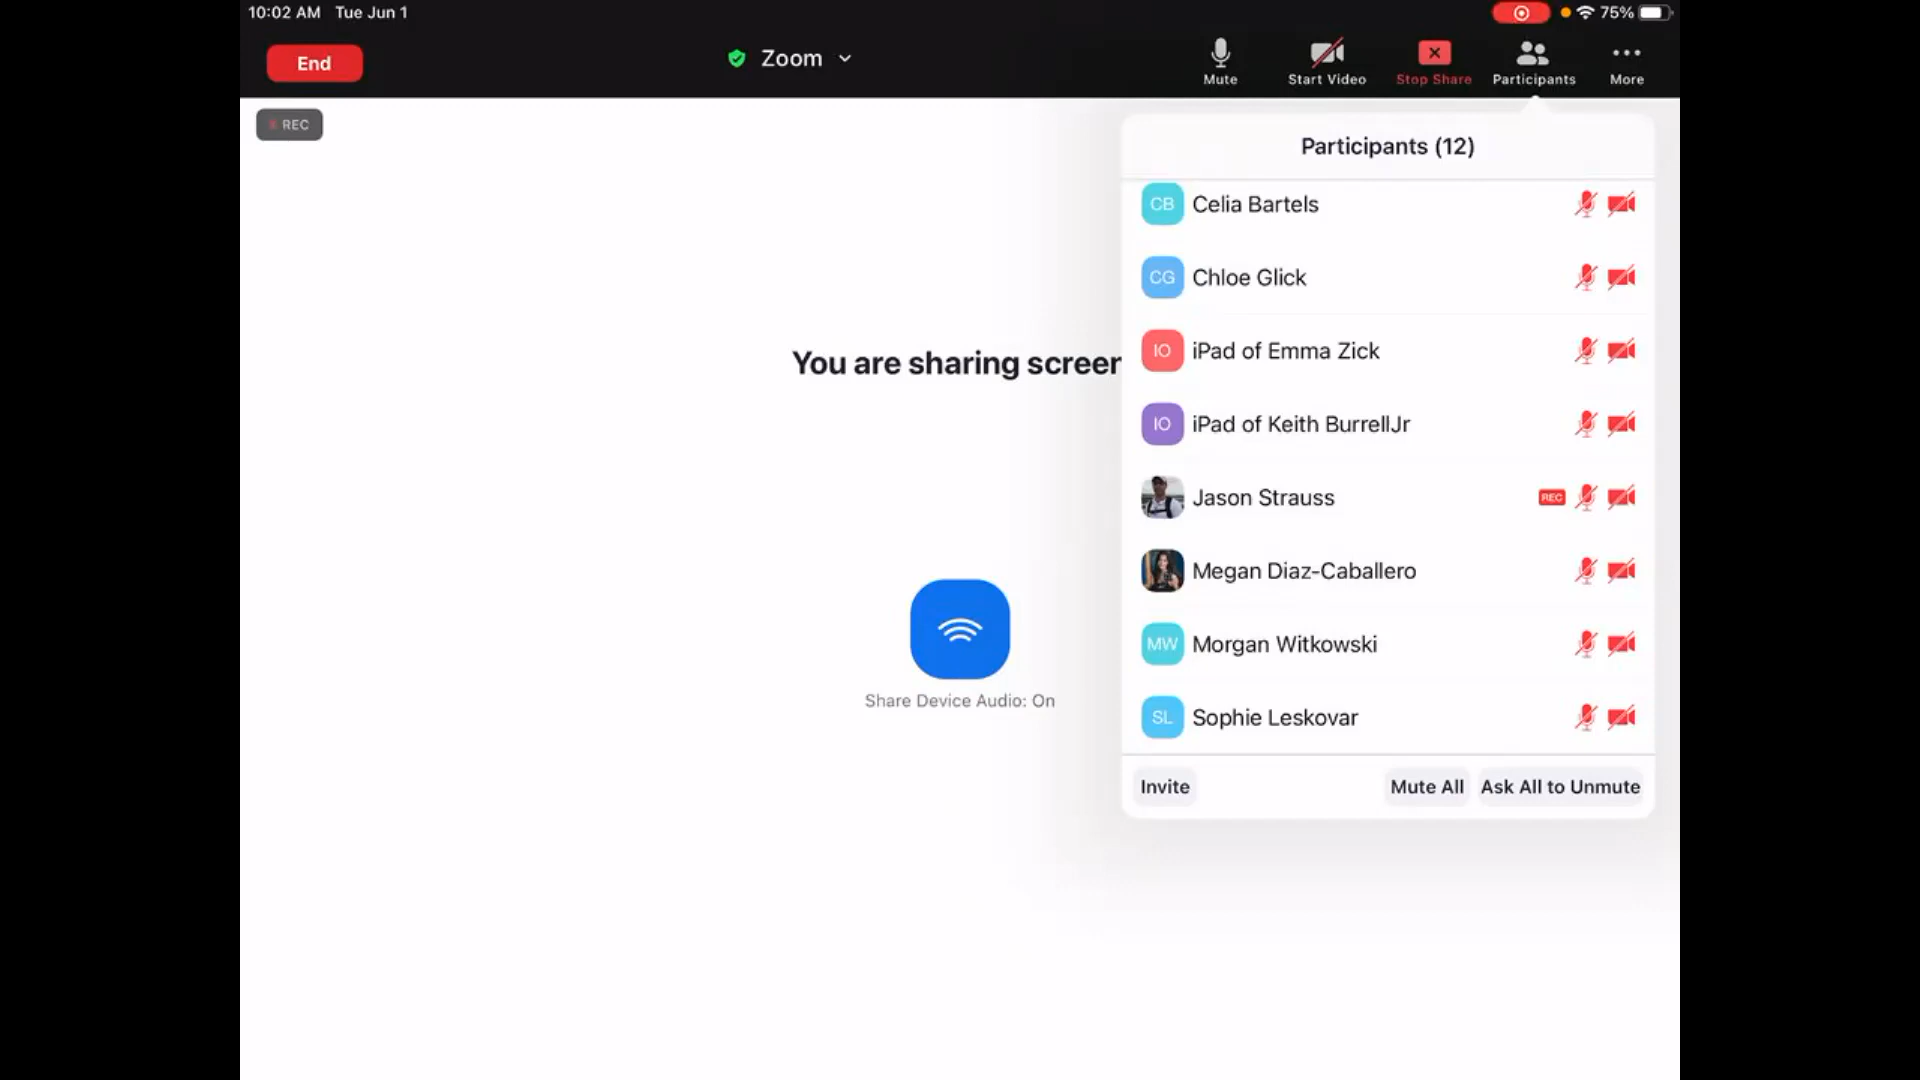 10:02 AM Tue Jun 1
75%
End
Zoom
Mute
Start Video
Stop Share
Participants
More
REC
Participants (12)
CB Celia Bartels
CG Chloe Glick
IO iPad of Emma Zick
IO iPad of Keith BurrellJr
Jason Strauss REC
Megan Diaz-Caballero
MW Morgan Witkowski
SL Sophie Leskovar
Invite
Mute All
Ask All to Unmute
You are sharing screen
Share Device Audio: On